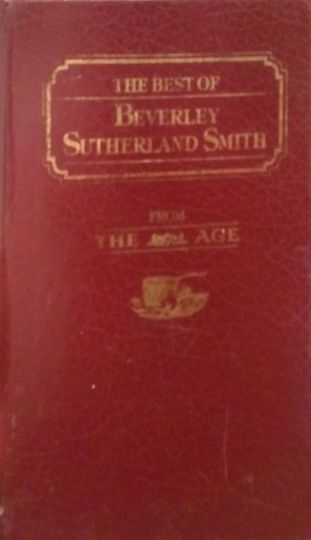 THE BEST OF
BEVERLEY
SUTHERLAND SMITH
FROM
THE AGE